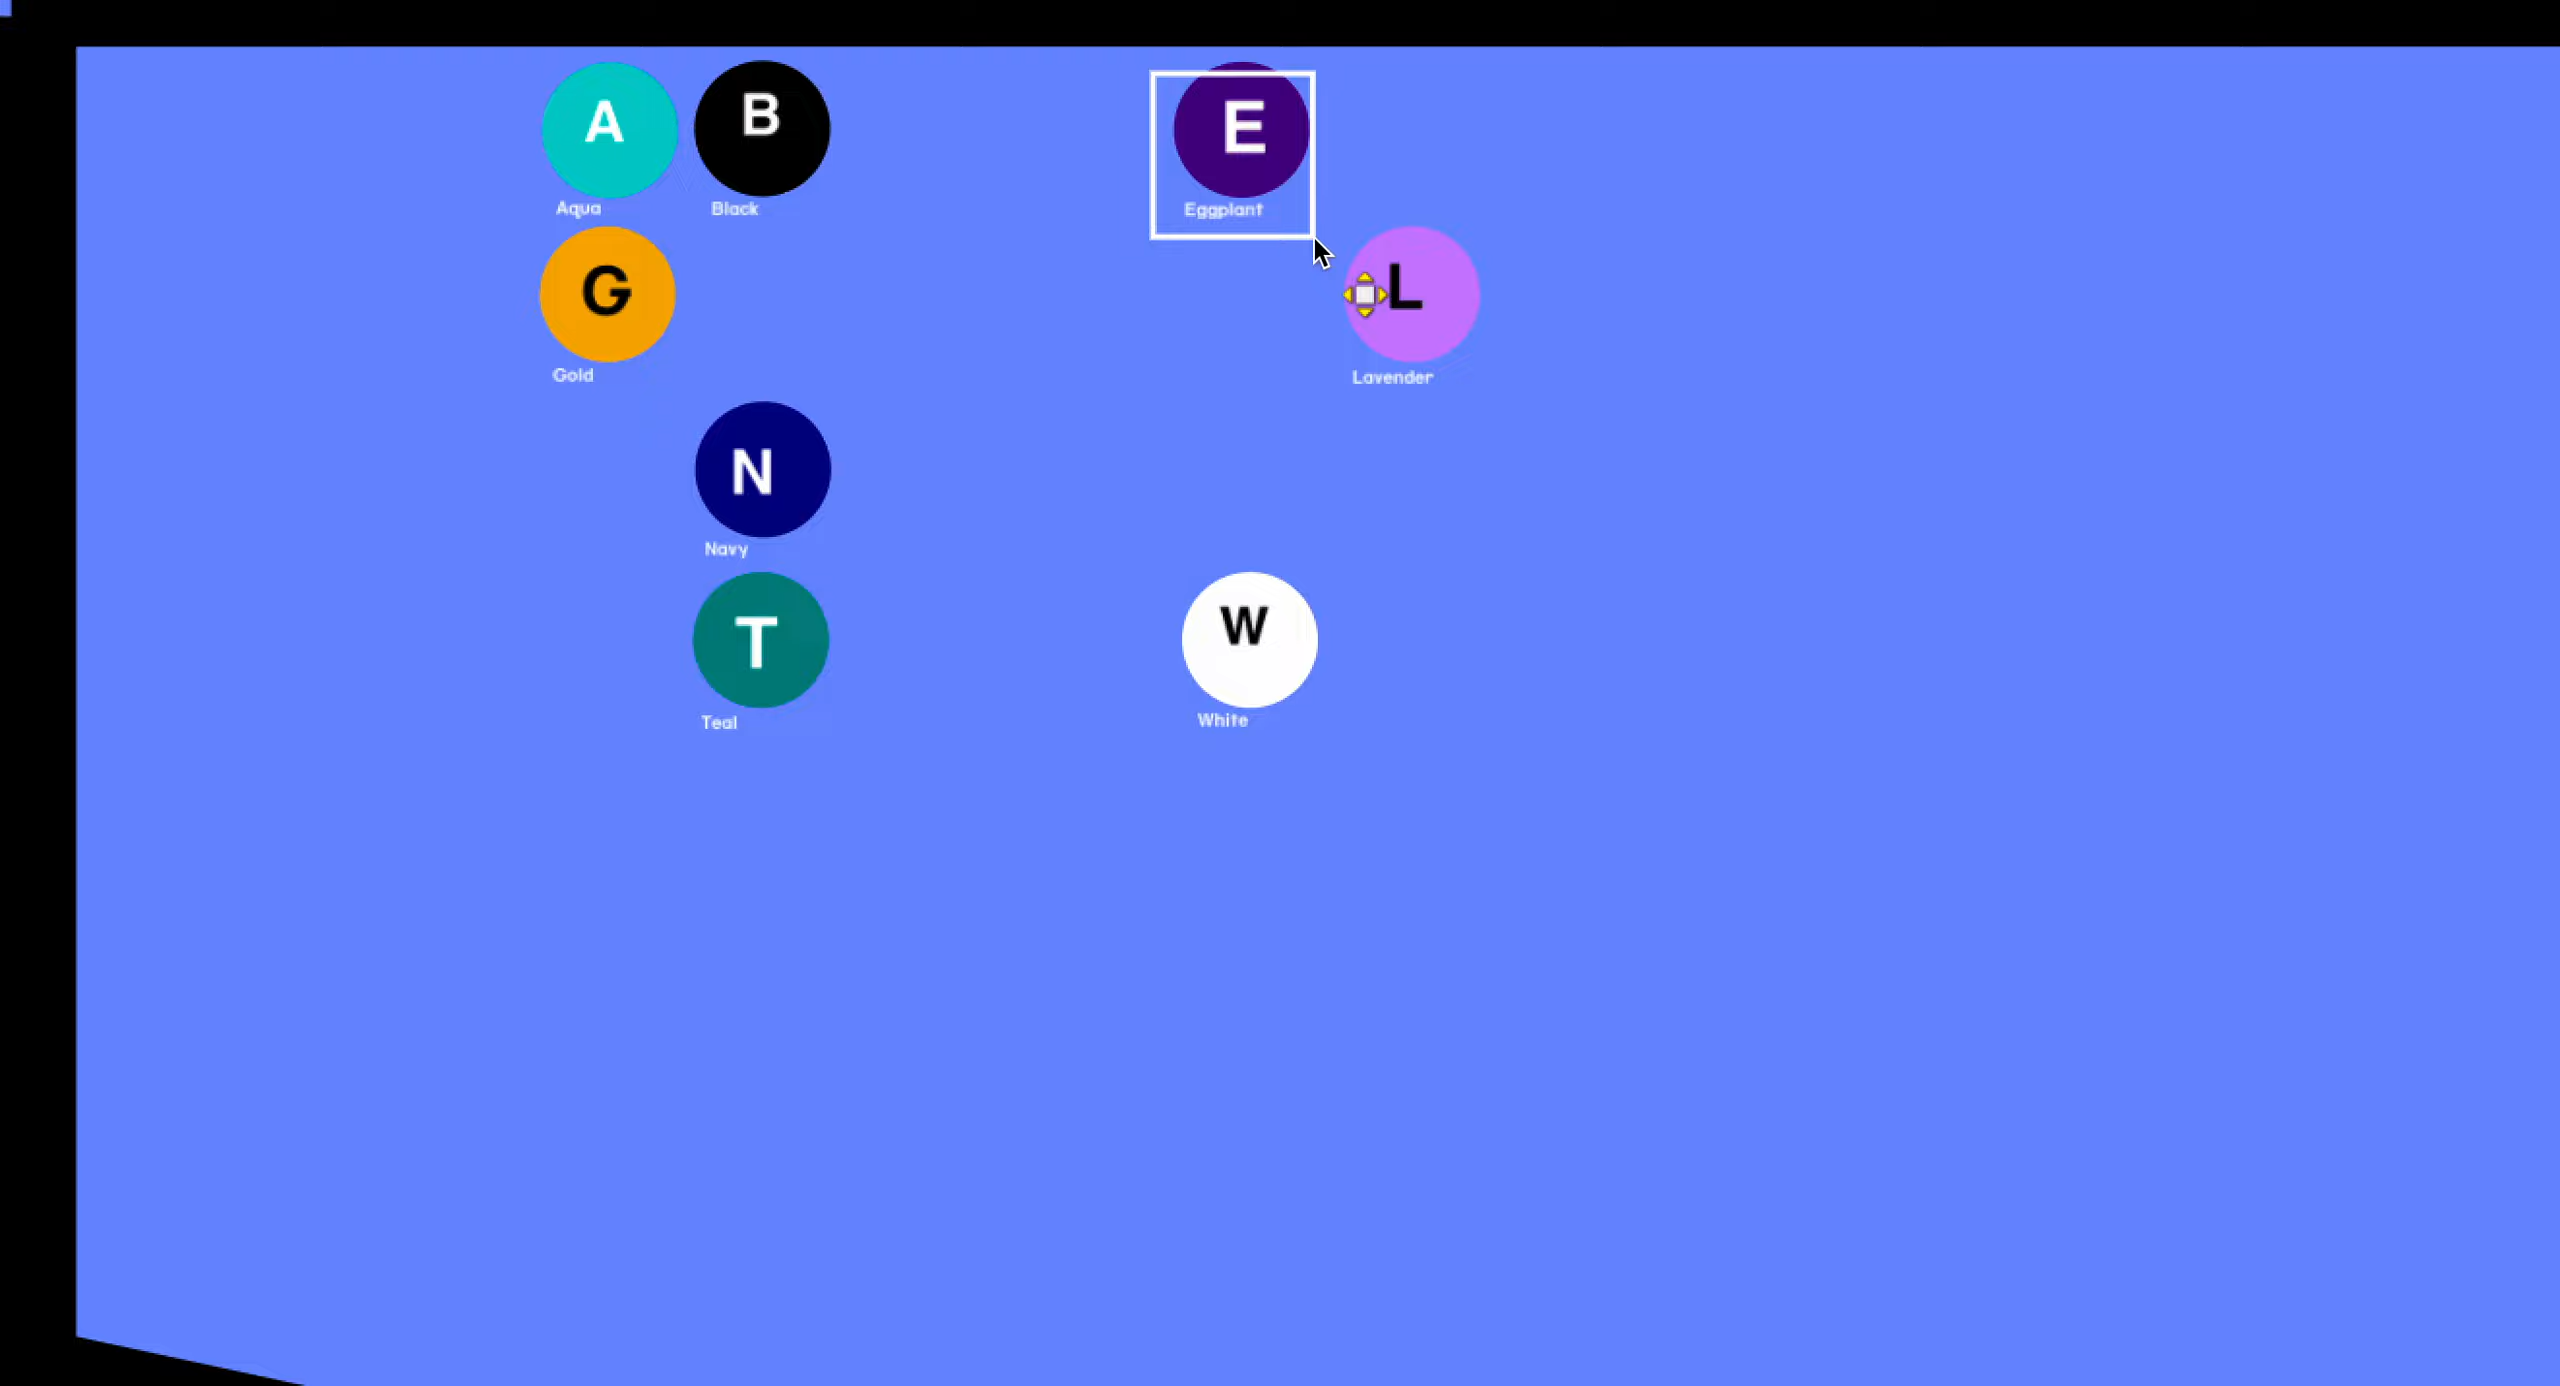 A B E
Aqua Black Eggplant
G L
Gold Lavender
N
Navy
T W
Teal White